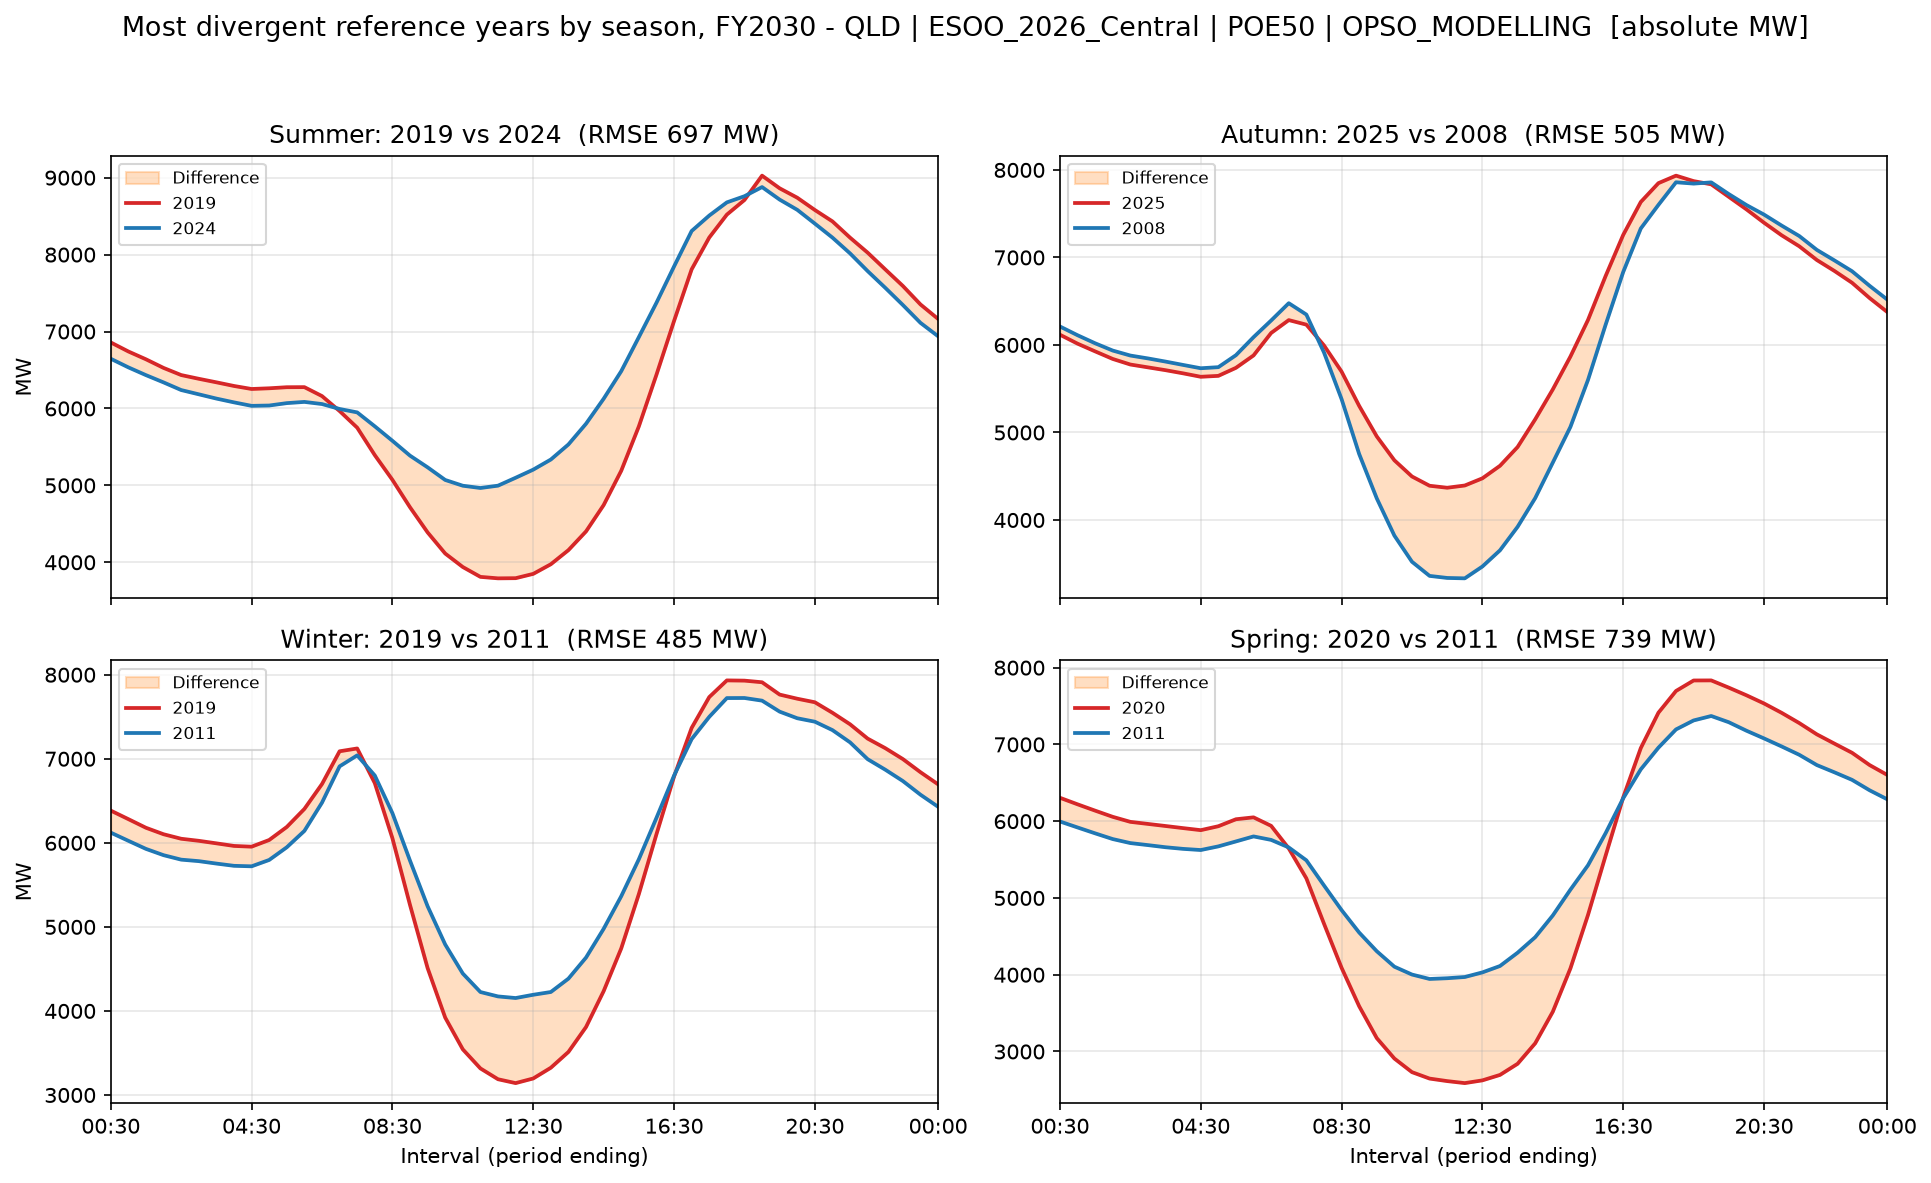 Most divergent reference years by season, FY2030 - QLD | ESOO_2026_Central | POE50 | OPSO_MODELLING  [absolute MW]
Summer: 2019 vs 2024  (RMSE 697 MW)
Difference
2019
2024
9000
8000
7000
6000
5000
4000
MW
Autumn: 2025 vs 2008  (RMSE 505 MW)
Difference
2025
2008
8000
7000
6000
5000
4000
Winter: 2019 vs 2011  (RMSE 485 MW)
Difference
2019
2011
8000
7000
6000
5000
4000
3000
MW
00:30 04:30 08:30 12:30 16:30 20:30 00:00
Interval (period ending)
Spring: 2020 vs 2011  (RMSE 739 MW)
Difference
2020
2011
8000
7000
6000
5000
4000
3000
00:30 04:30 08:30 12:30 16:30 20:30 00:00
Interval (period ending)